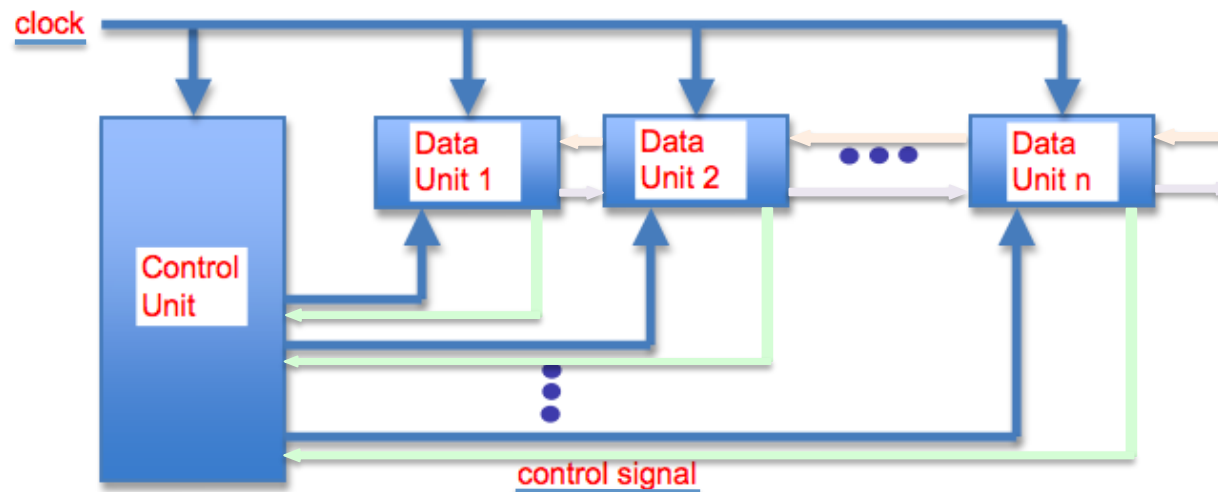 clock
Data
Unit 1
Data
Unit 2
Data
Unit n
Control
Unit
control signal